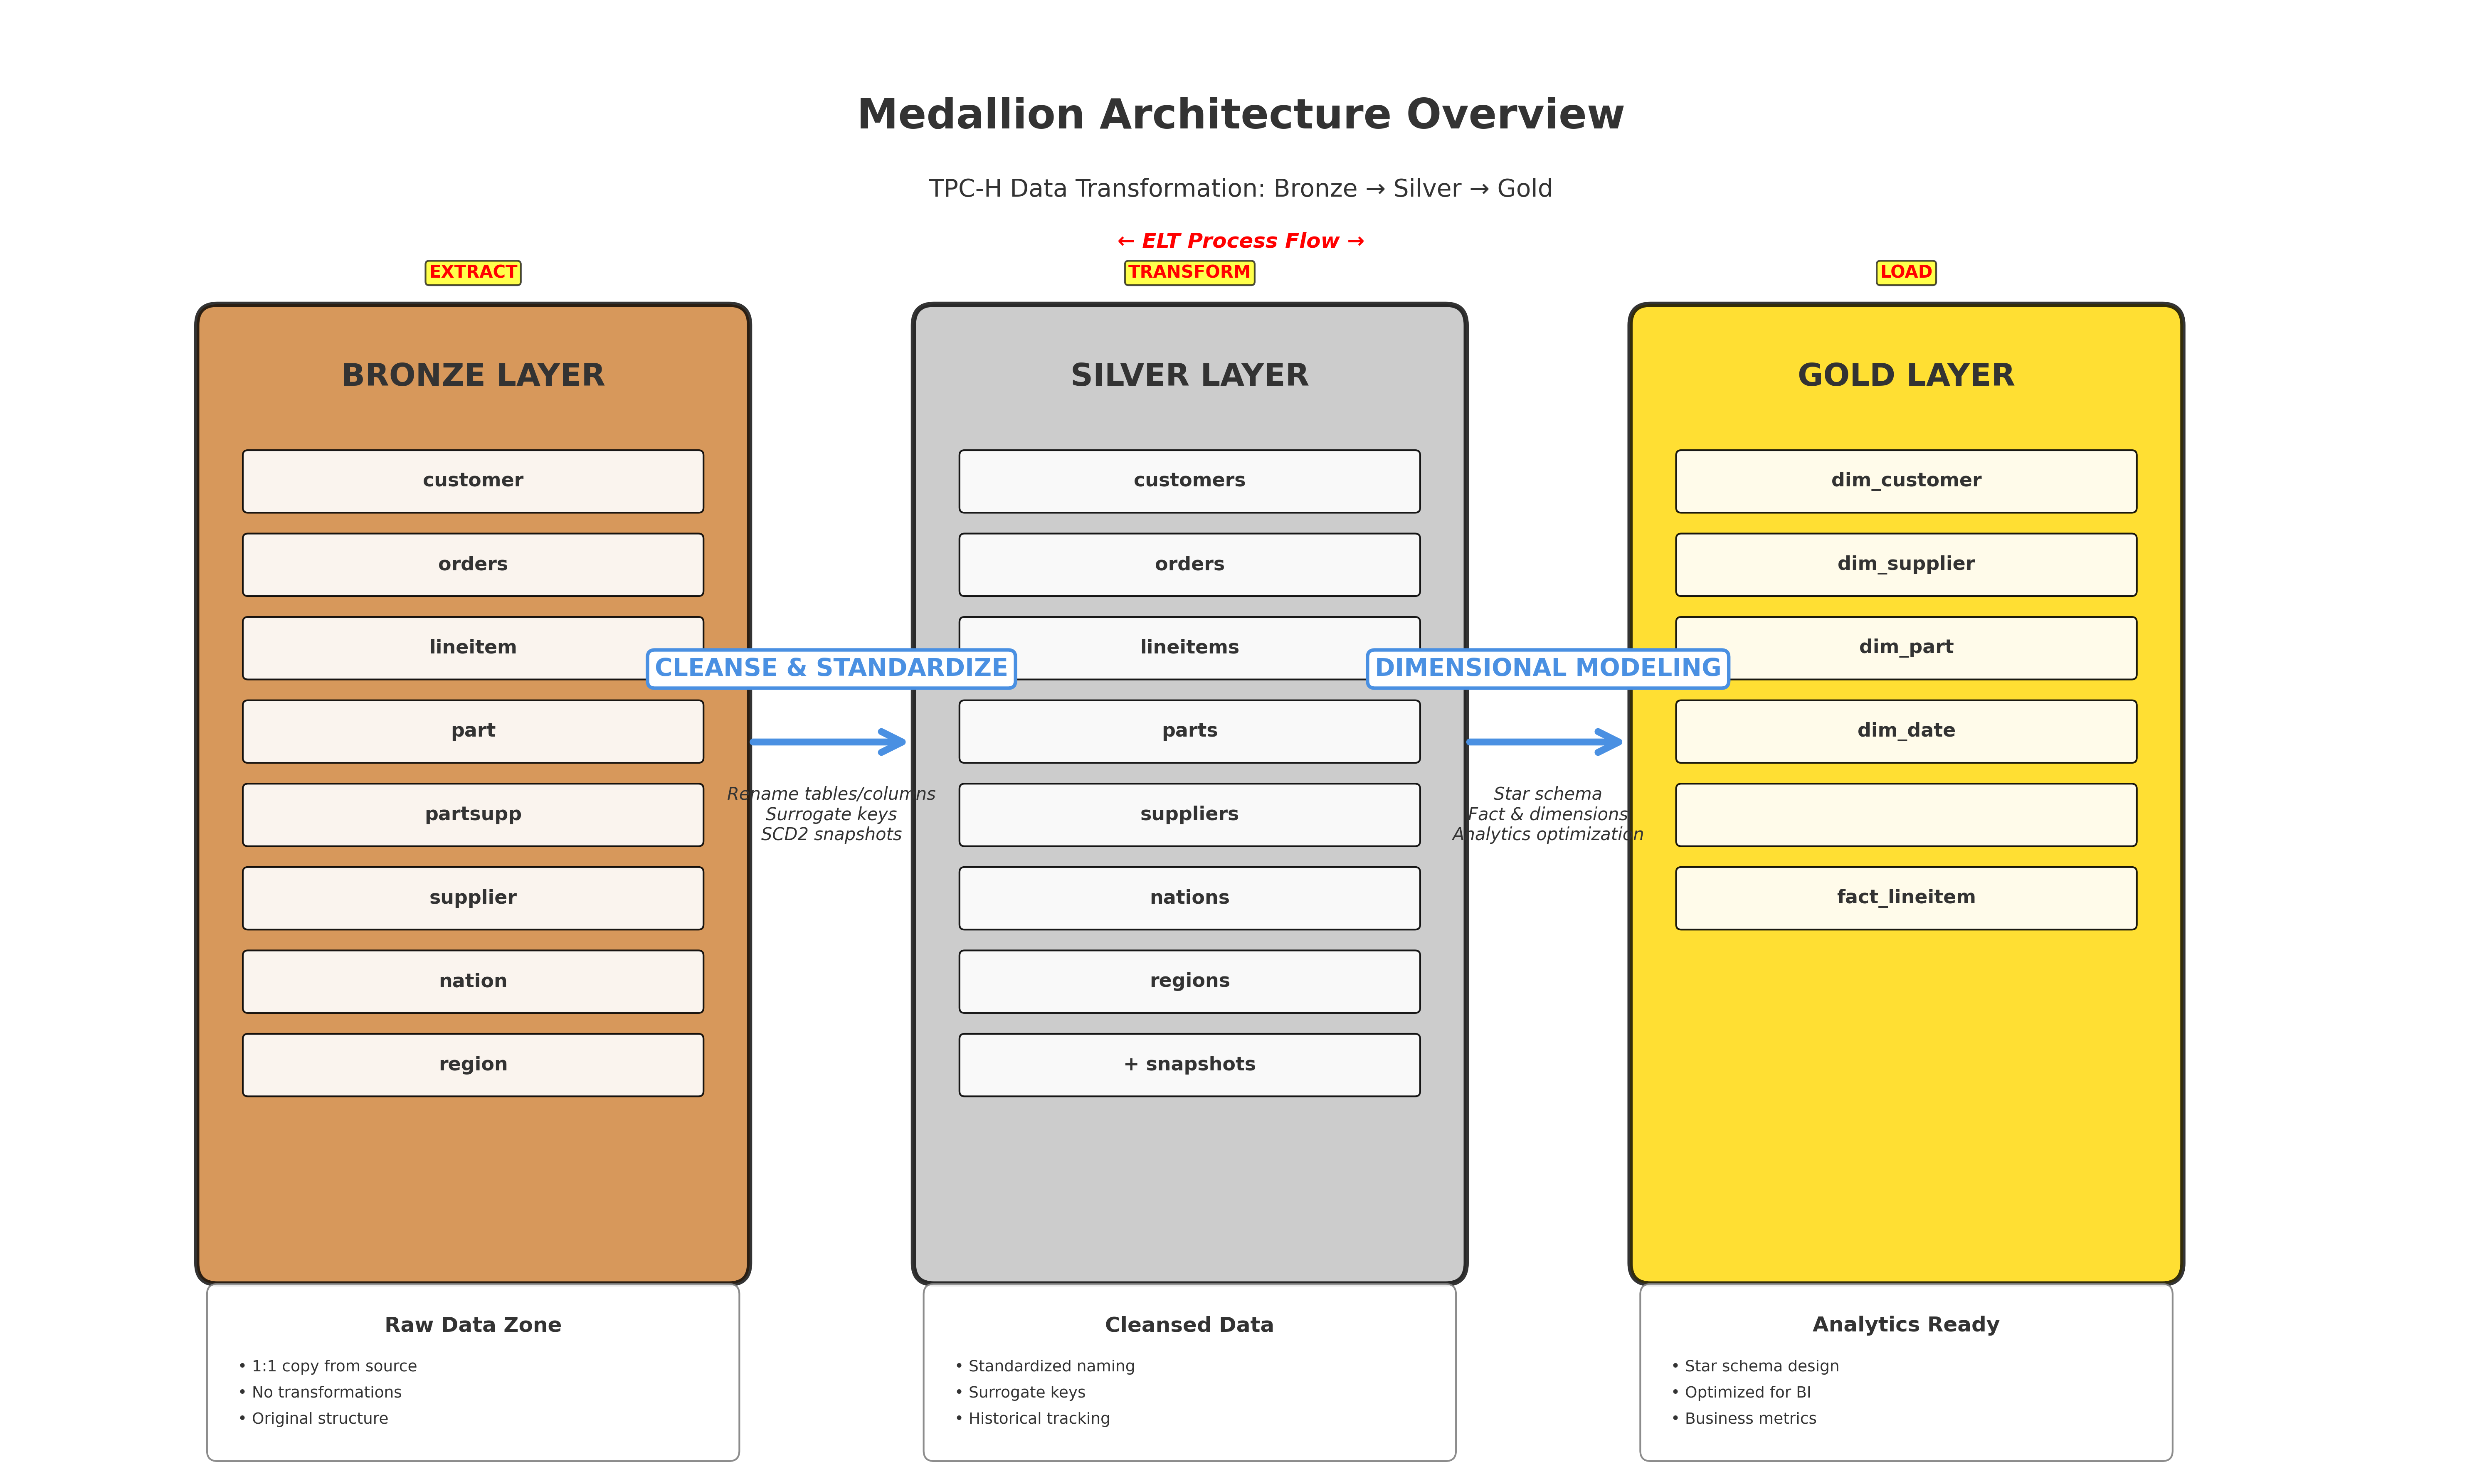 Medallion Architecture Overview
TPC-H Data Transformation: Bronze → Silver → Gold
← ELT Process Flow →
EXTRACT
TRANSFORM
LOAD
BRONZE LAYER
customer
orders
lineitem
part
partsupp
supplier
nation
region
CLEANSE & STANDARDIZE
Rename tables/columns
Surrogate keys
SCD2 snapshots
SILVER LAYER
customers
orders
lineitems
parts
suppliers
nations
regions
+ snapshots
DIMENSIONAL MODELING
Star schema
Fact & dimensions
Analytics optimization
GOLD LAYER
dim_customer
dim_supplier
dim_part
dim_date
fact_lineitem
Raw Data Zone
• 1:1 copy from source
• No transformations
• Original structure
Cleansed Data
• Standardized naming
• Surrogate keys
• Historical tracking
Analytics Ready
• Star schema design
• Optimized for BI
• Business metrics